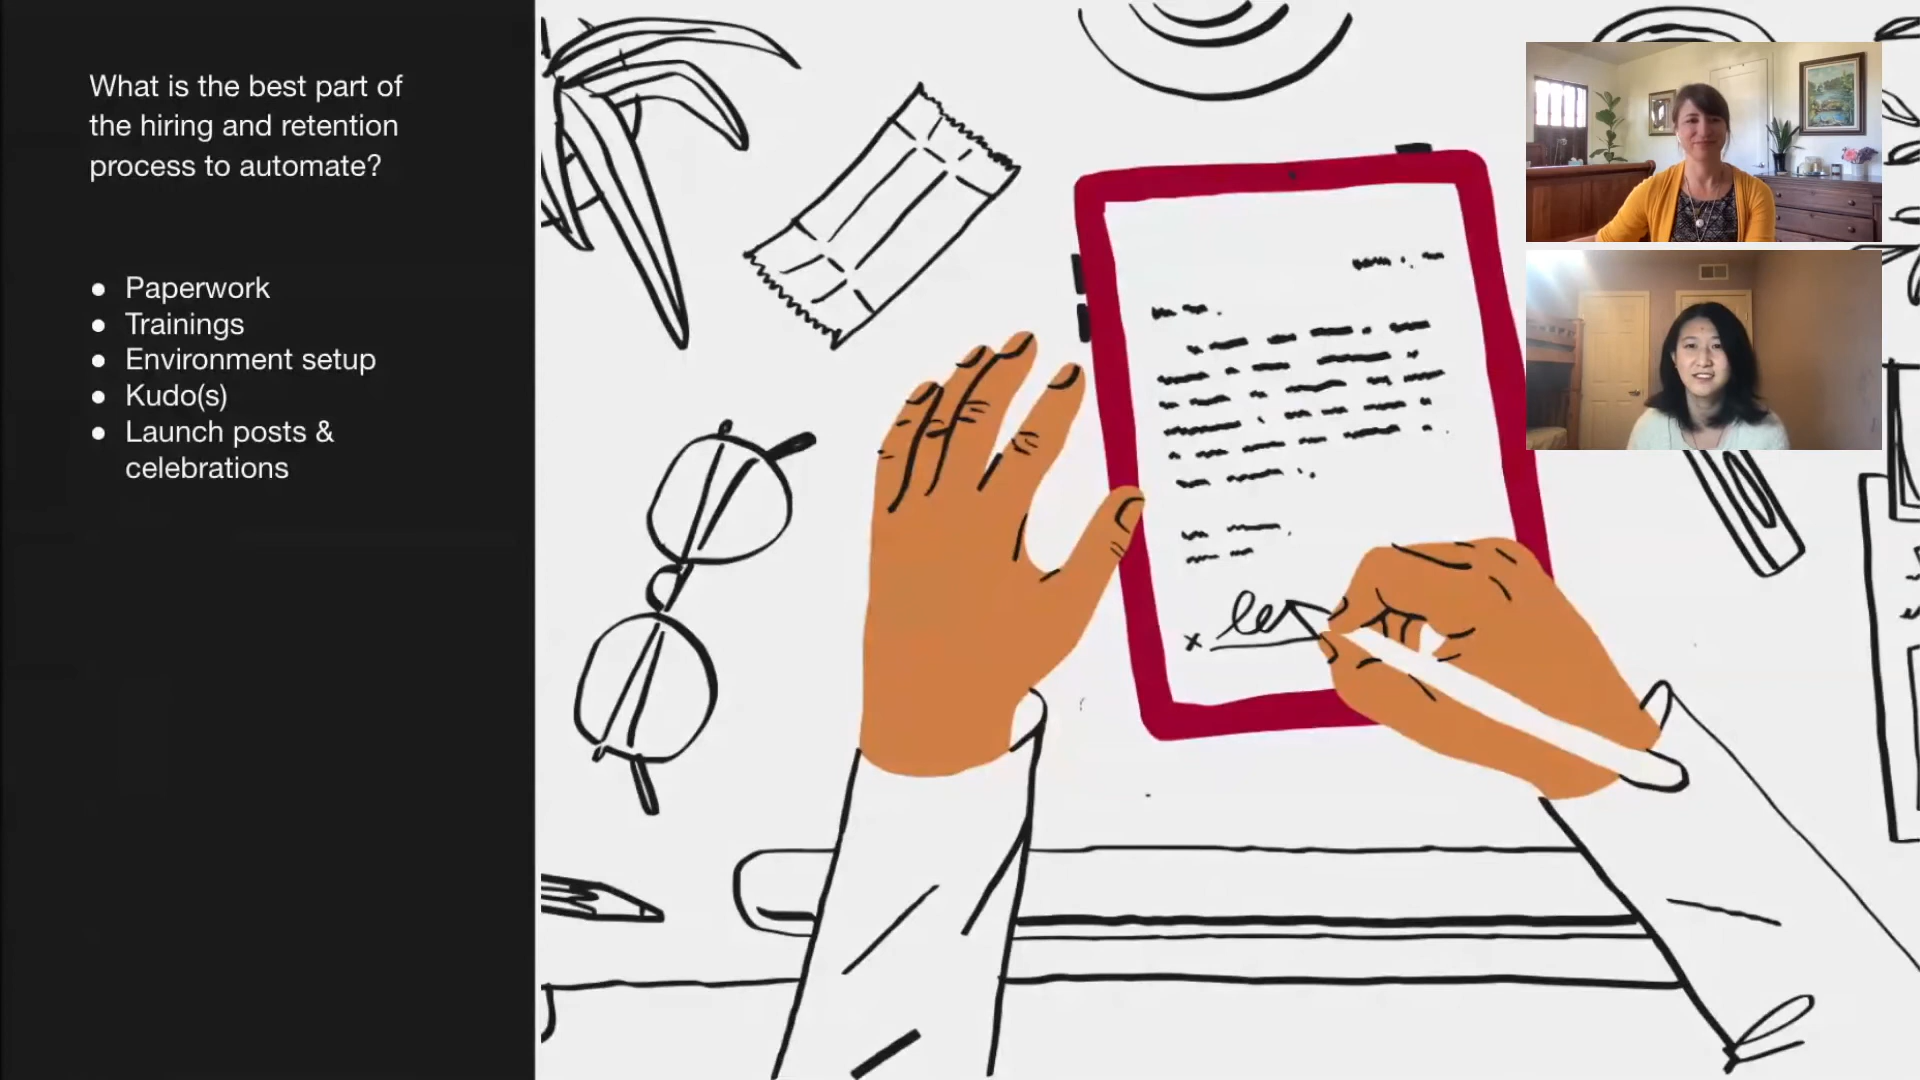 What is the best part of
the hiring and retention
process to automate?
● Paperwork
● Trainings
● Environment setup
● Kudo(s)
● Launch posts &
celebrations
x